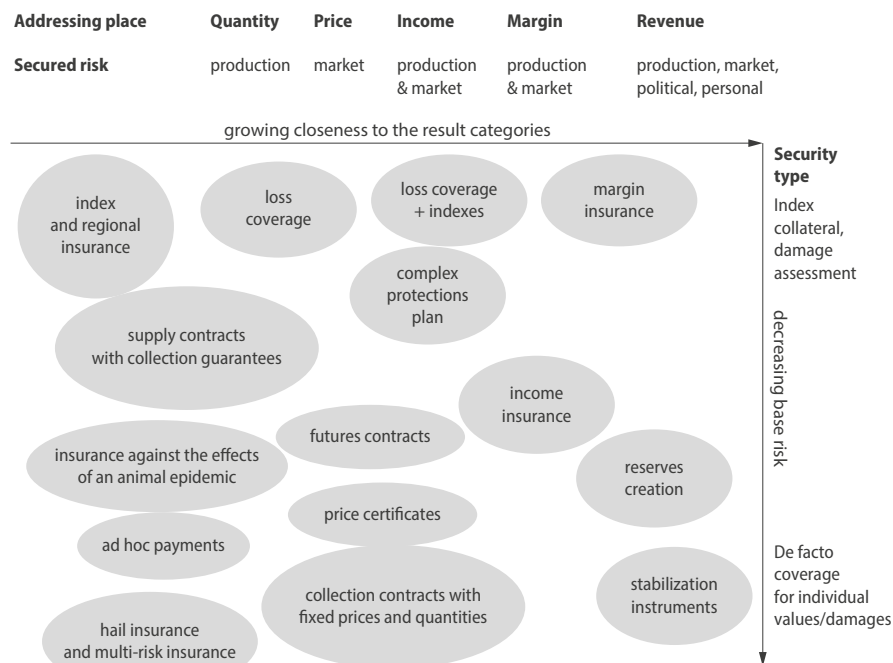 Addressing place Quantity Price Income Margin Revenue
Secured risk production market production & market production & market production, market, political, personal
growing closeness to the result categories
Security
type
Index
collateral,
damage
assessment
index
and regional
insurance
loss
coverage
loss coverage
+ indexes
margin
insurance
complex
protections
plan
supply contracts
with collection guarantees
decreasing base risk
income
insurance
futures contracts
insurance against the effects
of an animal epidemic
reserves
creation
price certificates
ad hoc payments
De facto
coverage
for individual
values/damages
collection contracts with
fixed prices and quantities
stabilization
instruments
hail insurance
and multi-risk insurance